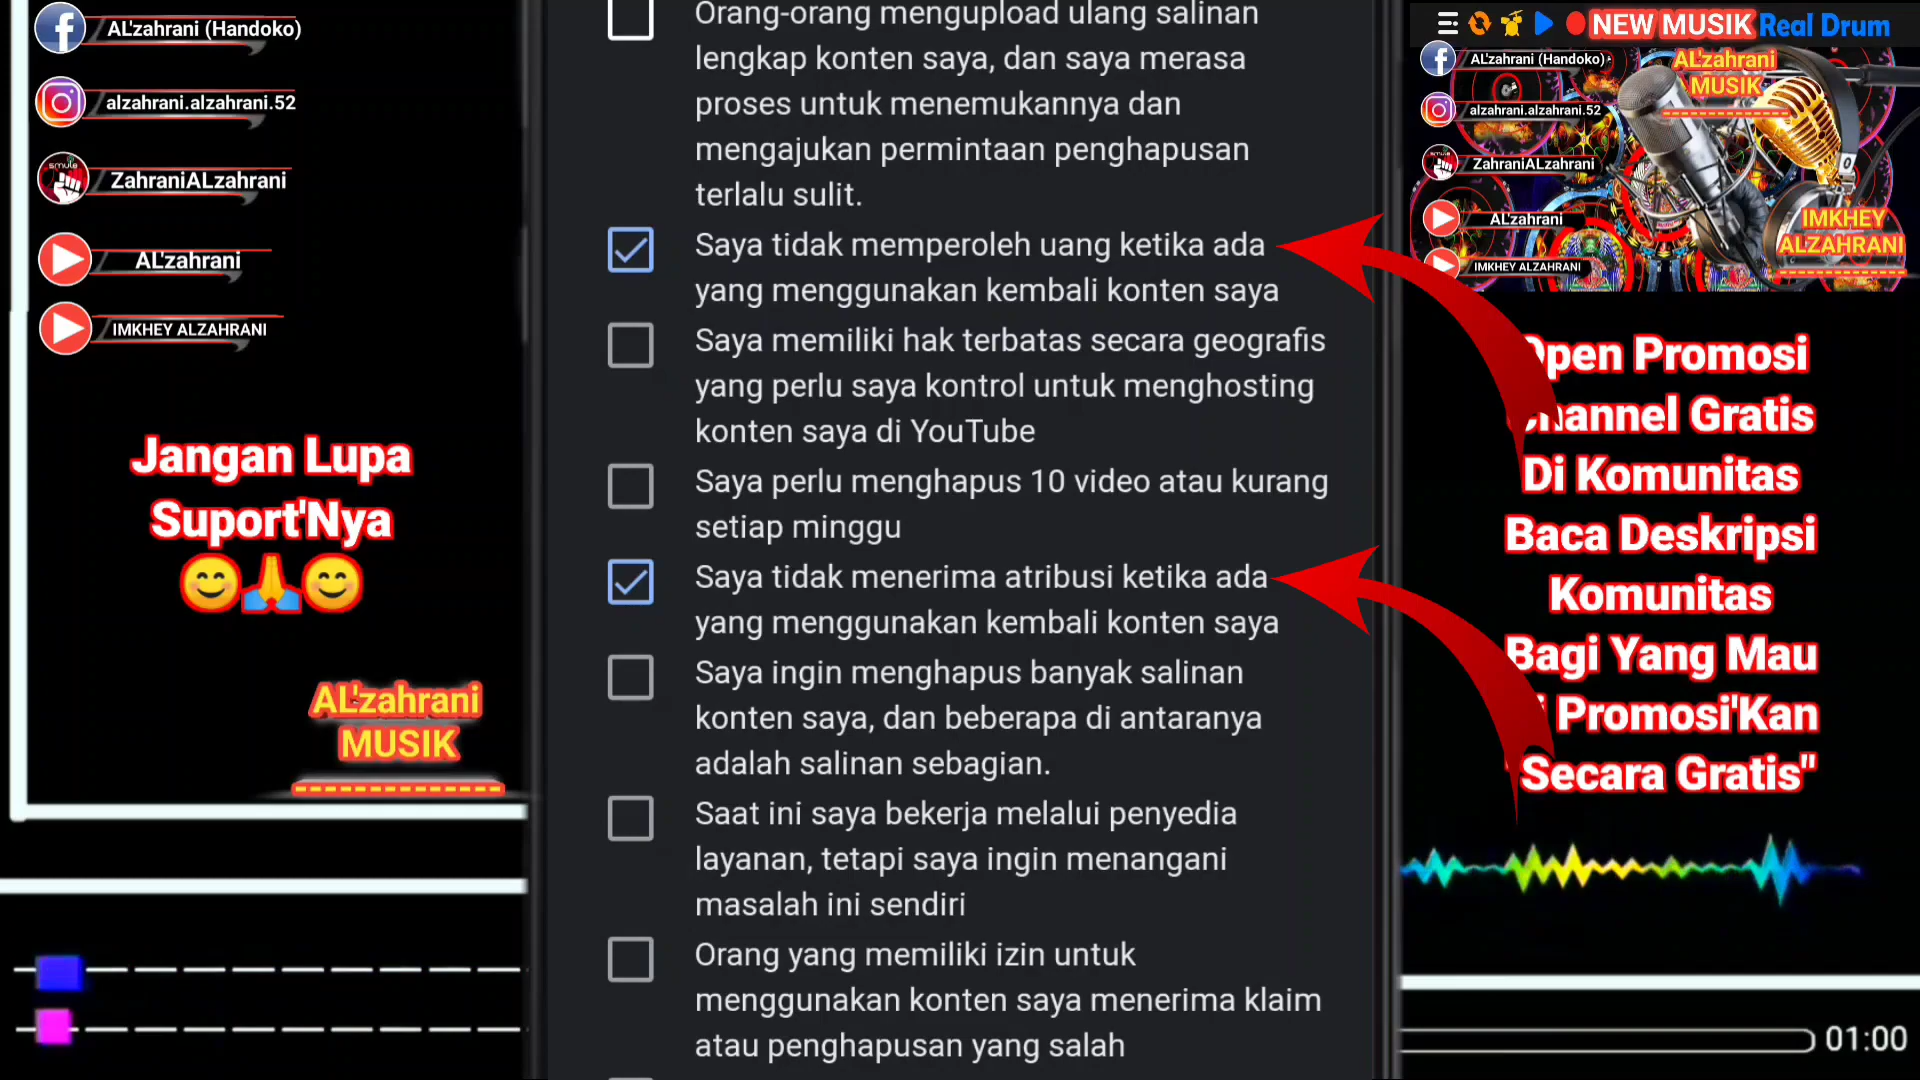 AL'zahrani (Handoko)
alzahrani.alzahrani.52
smule
ZahraniALzahrani
AL'zahrani
IMKHEY ALZAHRANI
Jangan Lupa
Suport'Nya
AL'zahrani
MUSIK
Orang-orang mengupload ulang salinan
lengkap konten saya, dan saya merasa
proses untuk menemukannya dan
mengajukan permintaan penghapusan
terlalu sulit.
Saya tidak memperoleh uang ketika ada
yang menggunakan kembali konten saya
Saya memiliki hak terbatas secara geografis
yang perlu saya kontrol untuk menghosting
konten saya di YouTube
Saya perlu menghapus 10 video atau kurang
setiap minggu
Saya tidak menerima atribusi ketika ada
yang menggunakan kembali konten saya
Saya ingin menghapus banyak salinan
konten saya, dan beberapa di antaranya
adalah salinan sebagian.
Saat ini saya bekerja melalui penyedia
layanan, tetapi saya ingin menangani
masalah ini sendiri
Orang yang memiliki izin untuk
menggunakan konten saya menerima klaim
atau penghapusan yang salah
NEW MUSIK Real Drum
AL'zahrani (Handoko)
alzahrani.alzahrani.52
ZahraniALzahrani
AL'zahrani
IMKHEY ALZAHRANI
AL'zahrani
MUSIK
IMKHEY
ALZAHRANI
Open Promosi
Channel Gratis
Di Komunitas
Baca Deskripsi
Komunitas
Bagi Yang Mau
Promosi'Kan
Secara Gratis"
01:00